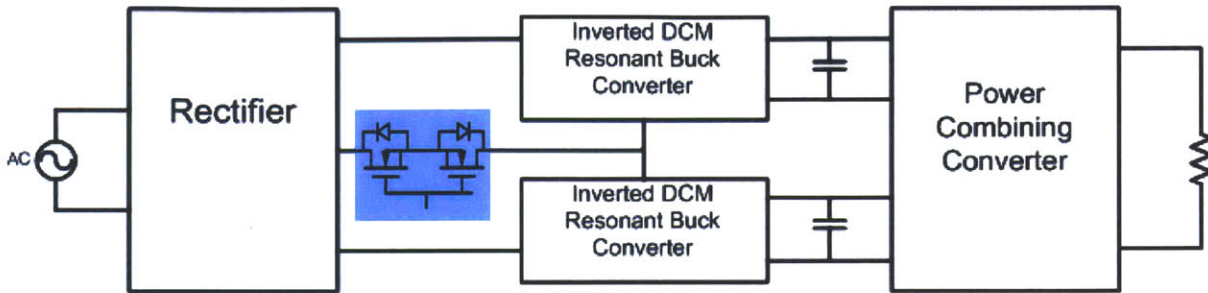 Inverted DCM
Resonant Buck
Converter
Rectifier
Power
Combining
Converter
AC
Inverted DCM
Resonant Buck
Converter